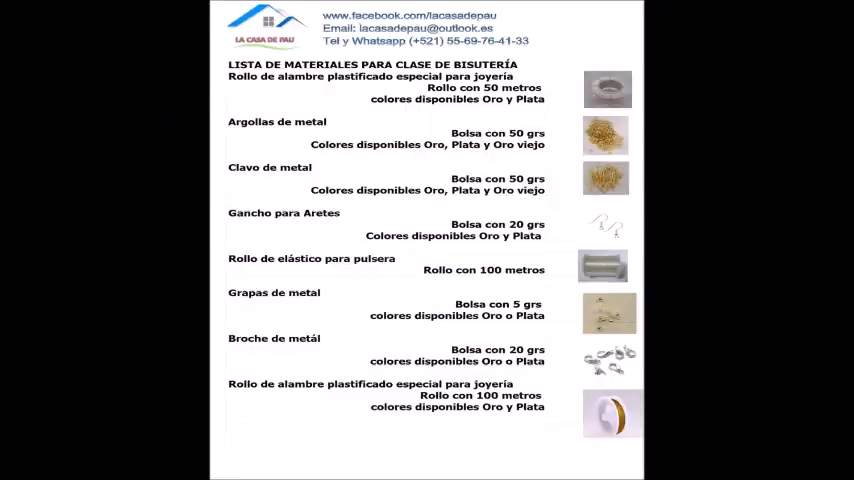 LA CASA DE PAU
www.facebook.com/lacasadepau
Email: lacasadepau@outlook.es
Tel y Whatsapp (+521) 55-69-76-41-33
LISTA DE MATERIALES PARA CLASE DE BISUTERÍA
Rollo de alambre plastificado especial para joyería
Rollo con 50 metros
colores disponibles Oro y Plata
Argollas de metal
Bolsa con 50 grs
Colores disponibles Oro, Plata y Oro viejo
Clavo de metal
Bolsa con 50 grs
Colores disponibles Oro, Plata y Oro viejo
Gancho para Aretes
Bolsa con 20 grs
Colores disponibles Oro y Plata
Rollo de elástico para pulsera
Rollo con 100 metros
Grapas de metal
Bolsa con 5 grs
colores disponibles Oro o Plata
Broche de metál
Bolsa con 20 grs
colores disponibles Oro o Plata
Rollo de alambre plastificado especial para joyería
Rollo con 100 metros
colores disponibles Oro y Plata